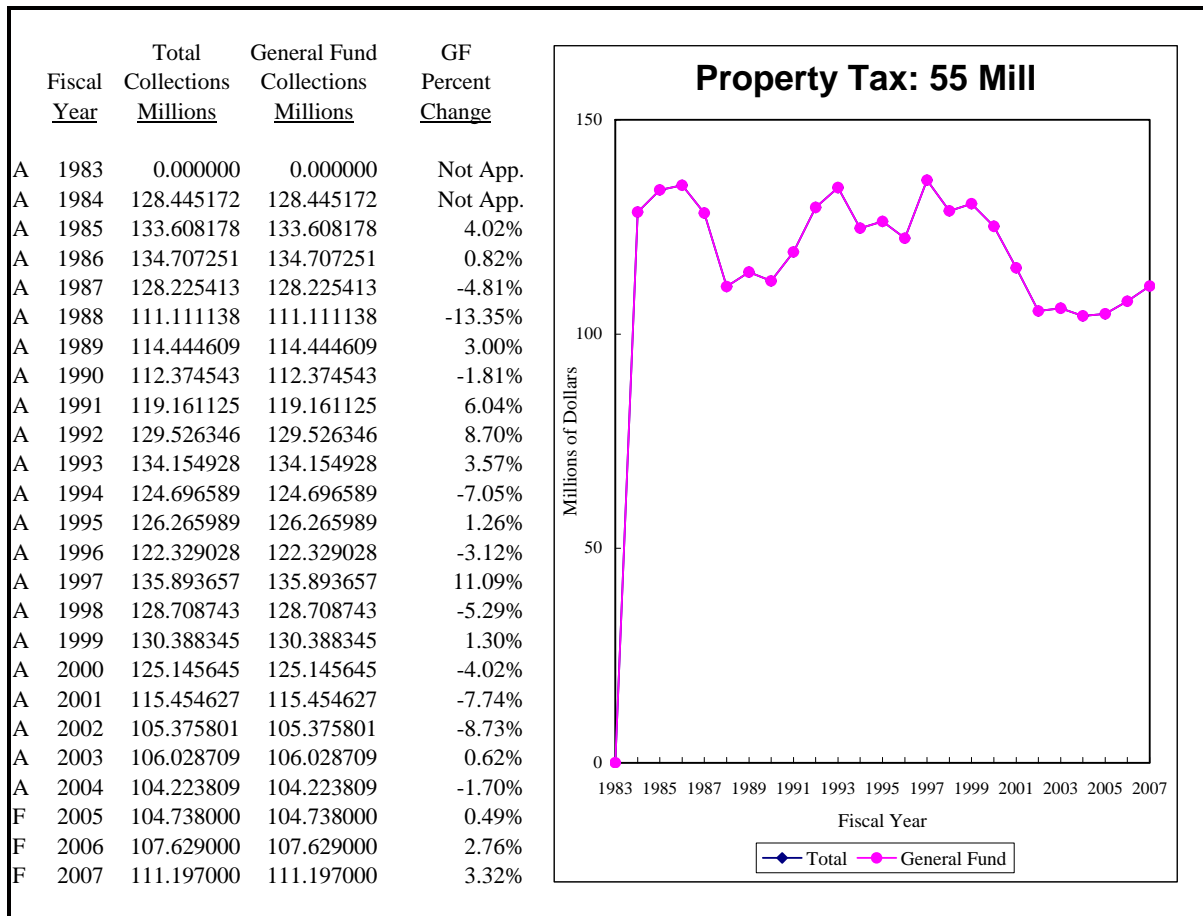 Total General Fund GF
Fiscal Collections Collections Percent
Year Millions Millions Change
A 1983 0.000000 0.000000 Not App.
A 1984 128.445172 128.445172 Not App.
A 1985 133.608178 133.608178 4.02%
A 1986 134.707251 134.707251 0.82%
A 1987 128.225413 128.225413 -4.81%
A 1988 111.111138 111.111138 -13.35%
A 1989 114.444609 114.444609 3.00%
A 1990 112.374543 112.374543 -1.81%
A 1991 119.161125 119.161125 6.04%
A 1992 129.526346 129.526346 8.70%
A 1993 134.154928 134.154928 3.57%
A 1994 124.696589 124.696589 -7.05%
A 1995 126.265989 126.265989 1.26%
A 1996 122.329028 122.329028 -3.12%
A 1997 135.893657 135.893657 11.09%
A 1998 128.708743 128.708743 -5.29%
A 1999 130.388345 130.388345 1.30%
A 2000 125.145645 125.145645 -4.02%
A 2001 115.454627 115.454627 -7.74%
A 2002 105.375801 105.375801 -8.73%
A 2003 106.028709 106.028709 0.62%
A 2004 104.223809 104.223809 -1.70%
F 2005 104.738000 104.738000 0.49%
F 2006 107.629000 107.629000 2.76%
F 2007 111.197000 111.197000 3.32%
Property Tax: 55 Mill
150
100
50
0
Millions of Dollars
1983 1985 1987 1989 1991 1993 1995 1997 1999 2001 2003 2005 2007
Fiscal Year
Total General Fund